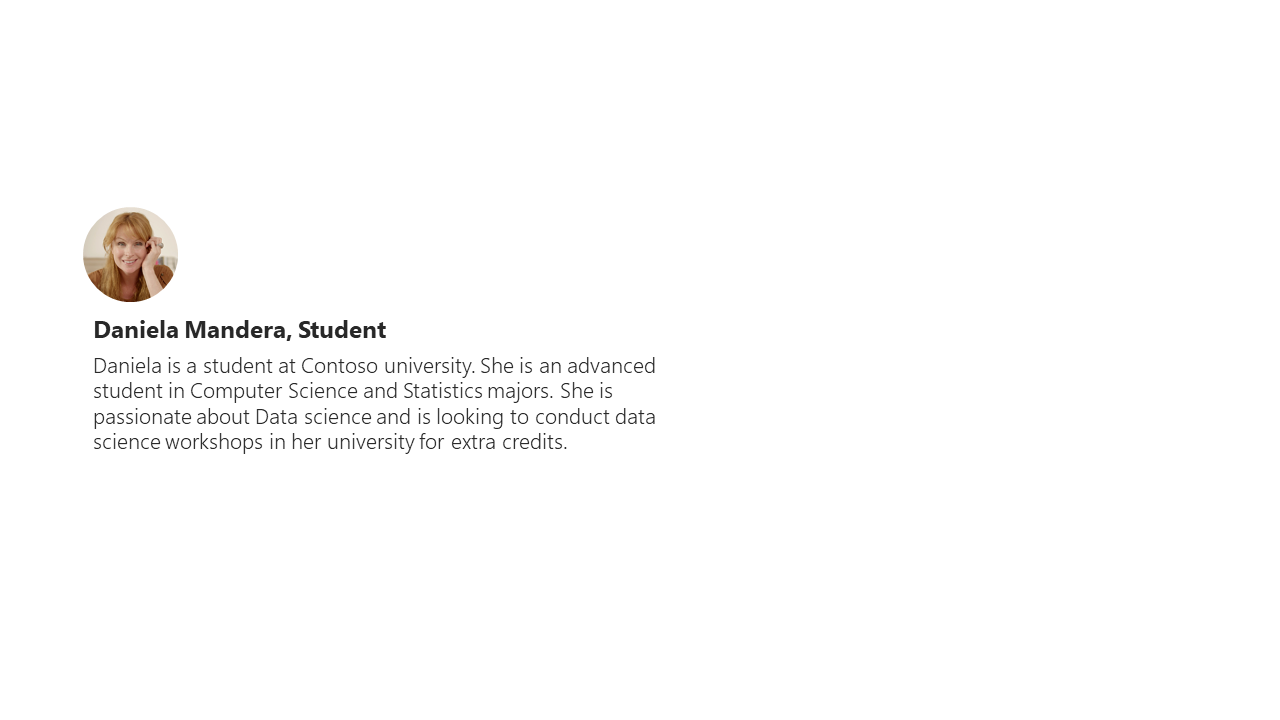 Daniela Mandera, Student
Daniela is a student at Contoso university. She is an advanced
student in Computer Science and Statistics majors. She is
passionate about Data science and is looking to conduct data
science workshops in her university for extra credits.